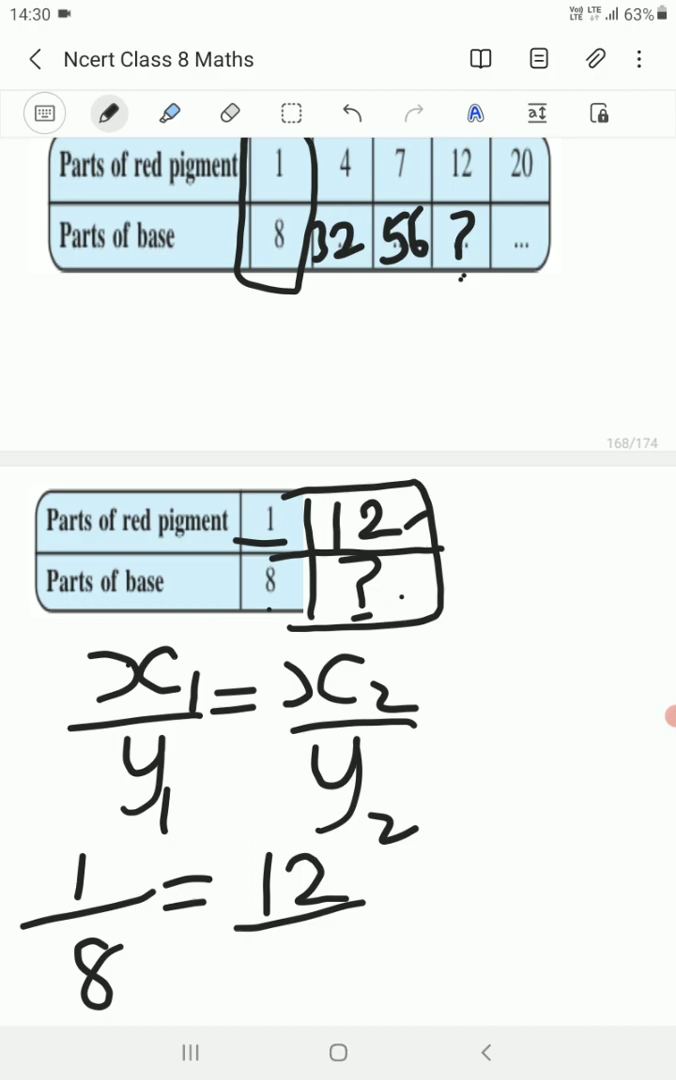 14:30 VoLTE LTE 63%
Ncert Class 8 Maths
Parts of red pigment 1 4 7 12 20
Parts of base 8 32 56 ? ...
168/174
Parts of red pigment 1 12
Parts of base 8 ?
x₁ = x₂
y₁ y₂
1 = 12
8